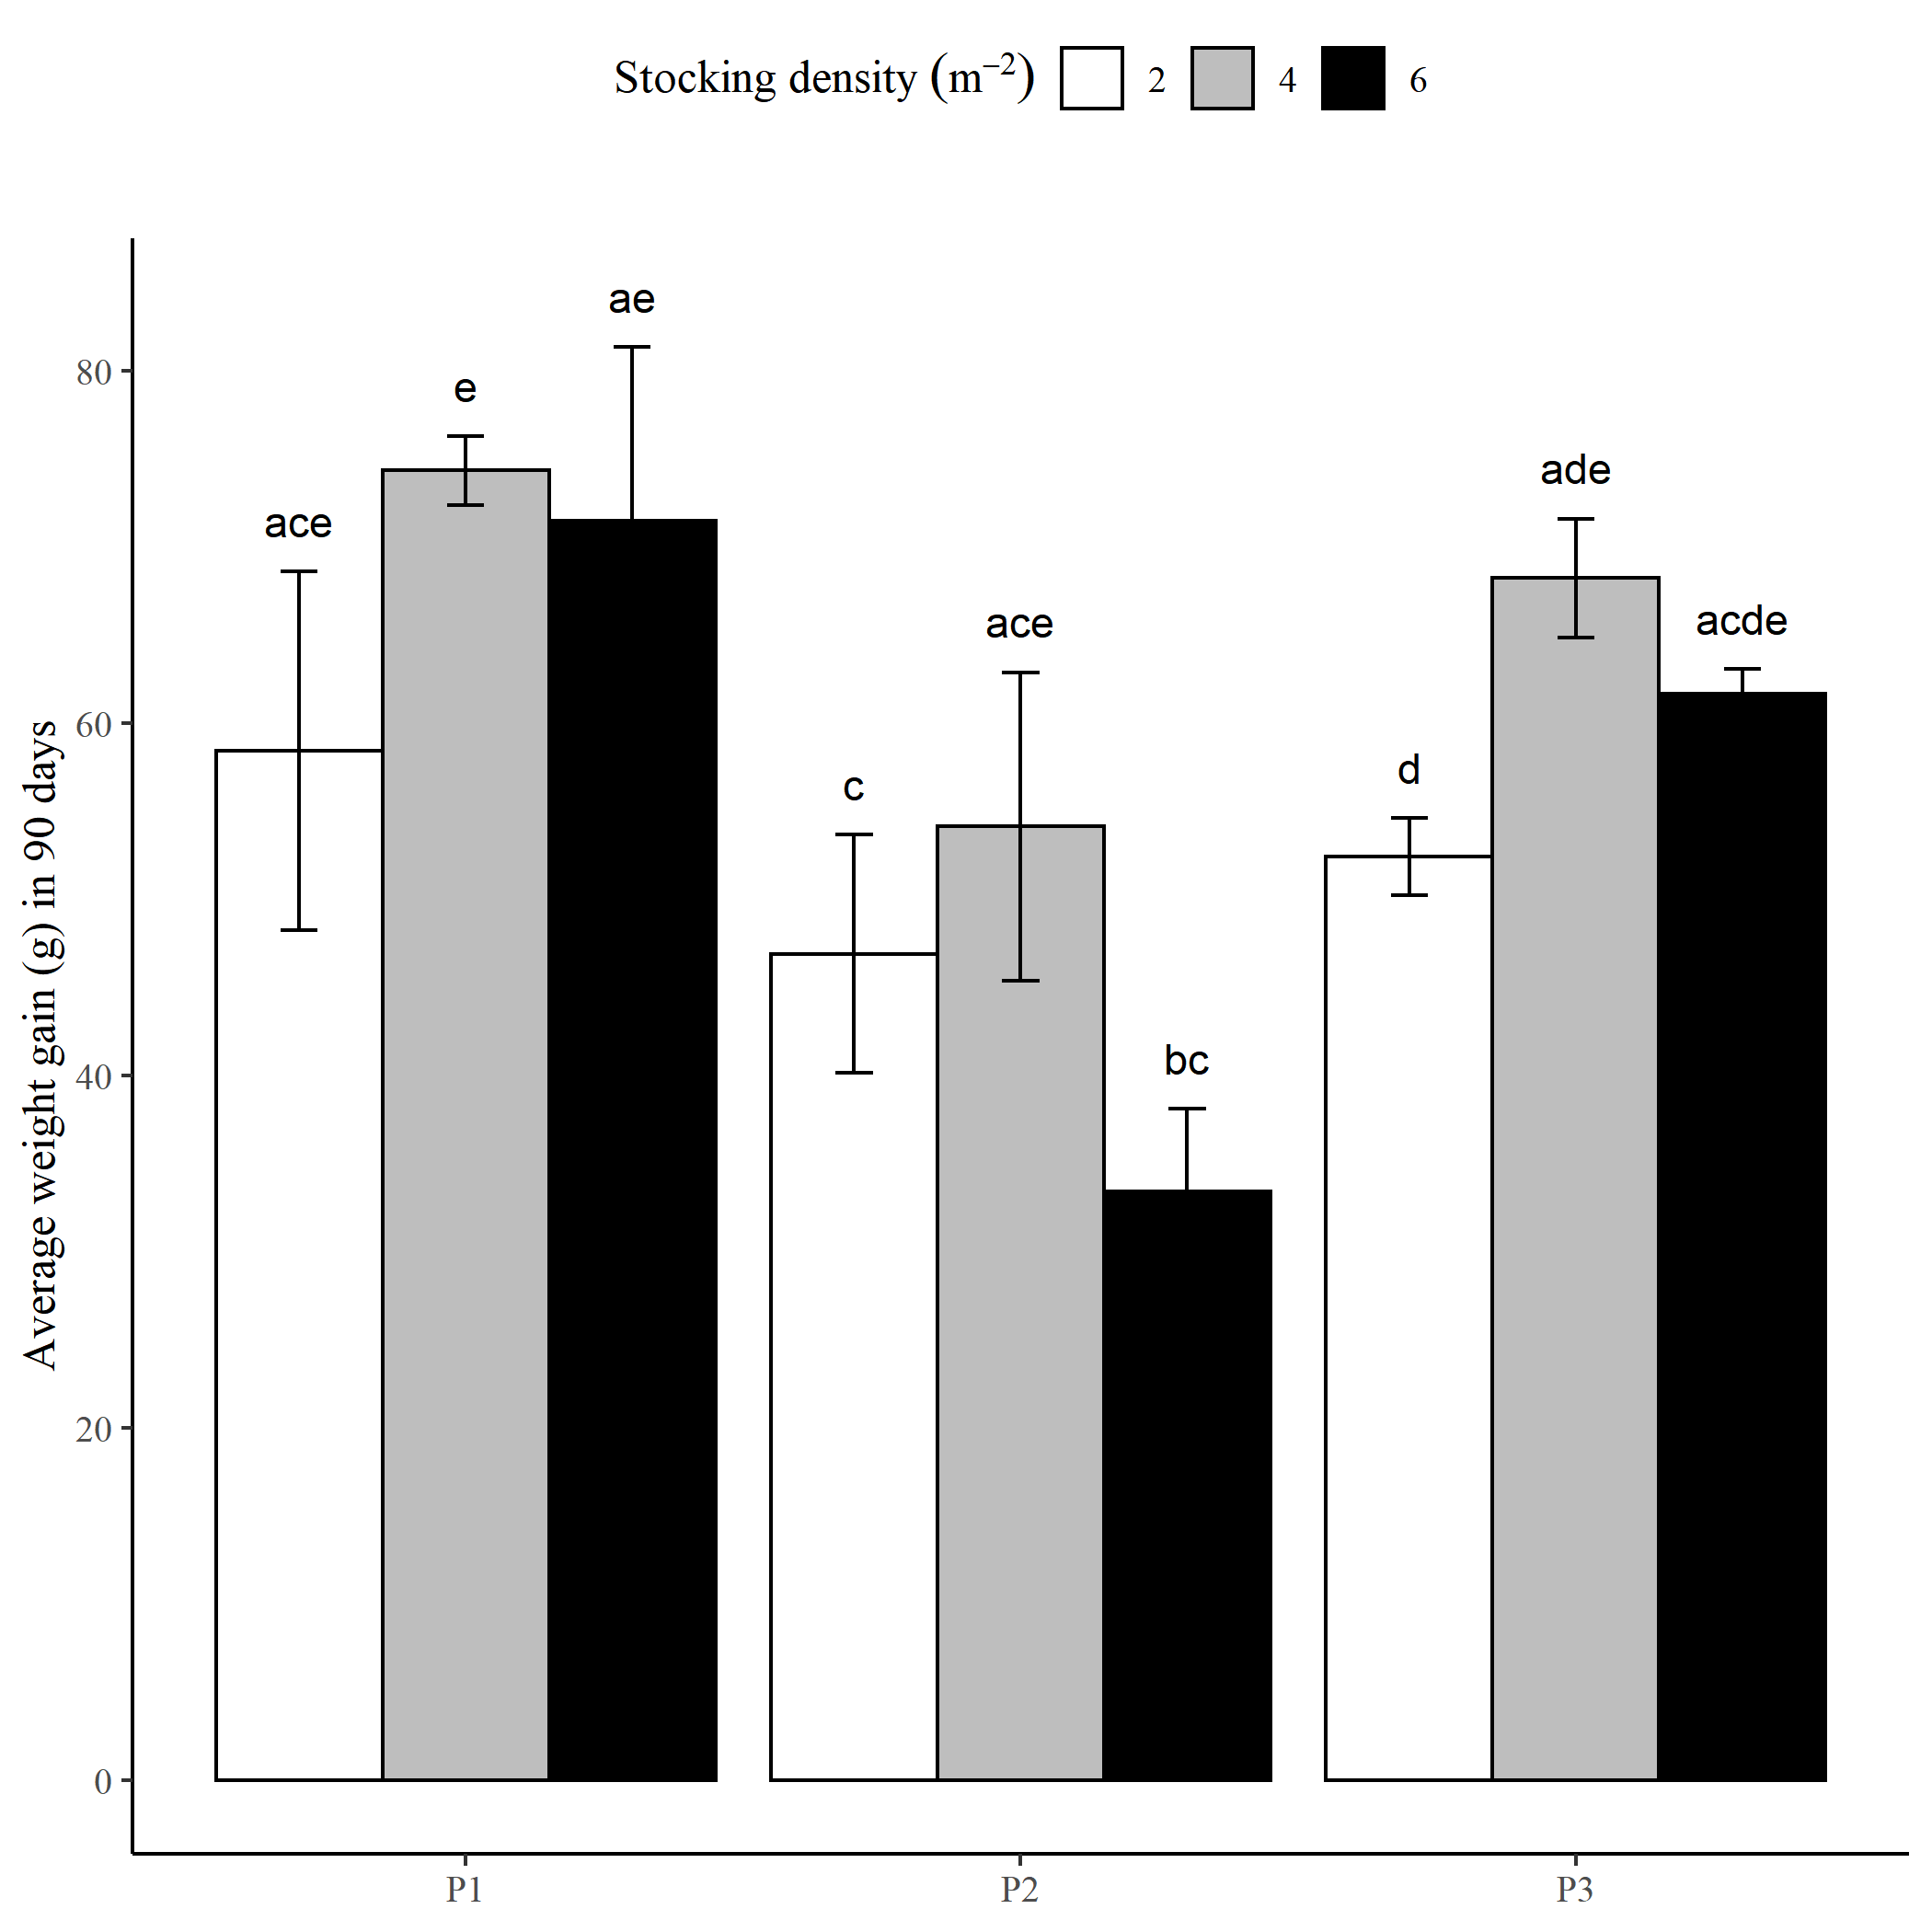 Stocking density (m⁻²) 2 4 6
ae
80
e
ade
ace
ace
acde
60
d
c
bc
40
20
0
Average weight gain (g) in 90 days
P1 P2 P3